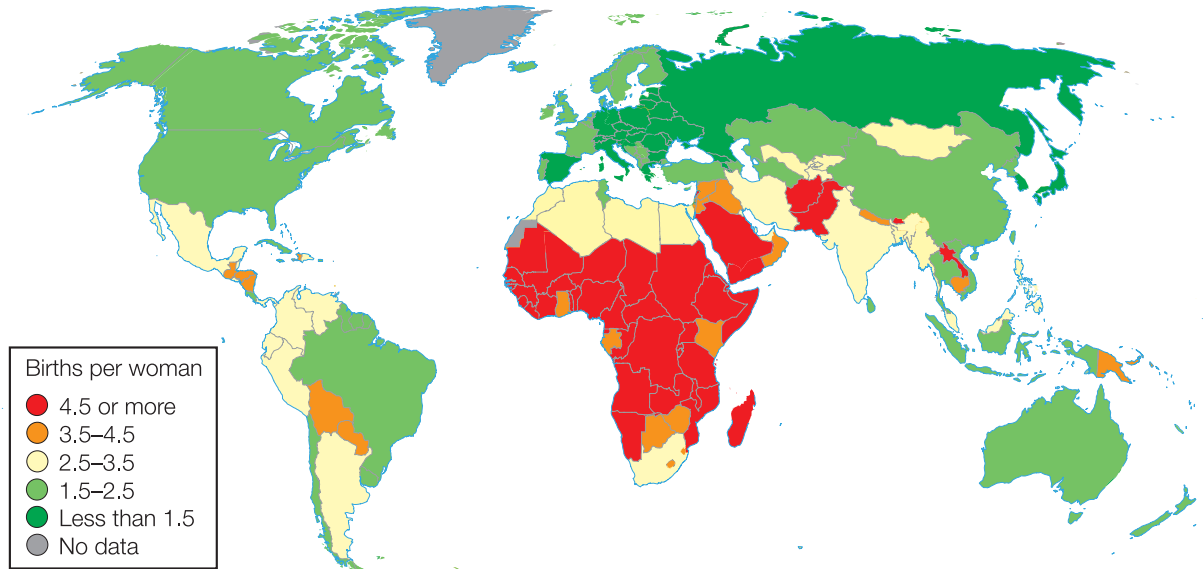 Births per woman
4.5 or more
3.5–4.5
2.5–3.5
1.5–2.5
Less than 1.5
No data